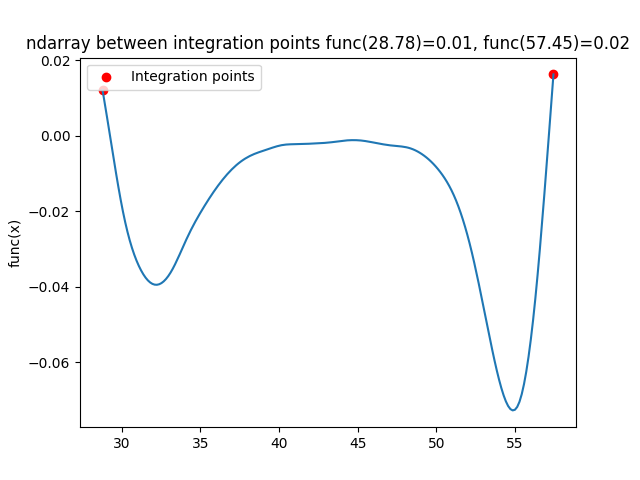 ndarray between integration points func(28.78)=0.01, func(57.45)=0.02
Integration points
0.02
0.00
−0.02
−0.04
−0.06
func(x)
30 35 40 45 50 55